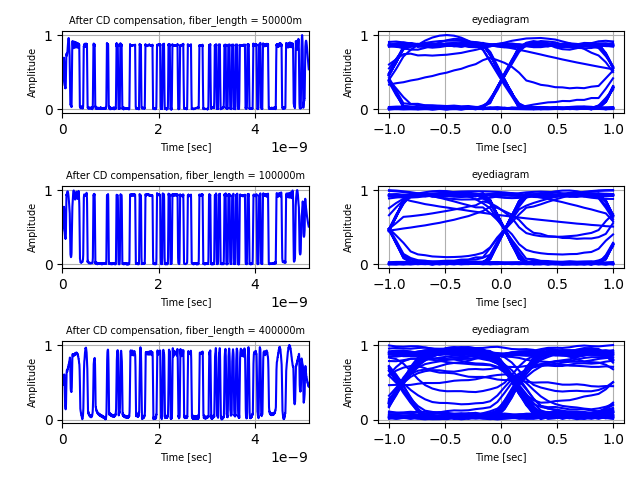 After CD compensation, fiber_length = 50000m
eyediagram
1
0
Amplitude
0
2
4
1e−9
Time [sec]
1
0
Amplitude
−1.0
−0.5
0.0
0.5
1.0
Time [sec]
After CD compensation, fiber_length = 100000m
eyediagram
1
0
Amplitude
0
2
4
1e−9
Time [sec]
1
0
Amplitude
−1.0
−0.5
0.0
0.5
1.0
Time [sec]
After CD compensation, fiber_length = 400000m
eyediagram
1
0
Amplitude
0
2
4
1e−9
Time [sec]
1
0
Amplitude
−1.0
−0.5
0.0
0.5
1.0
Time [sec]